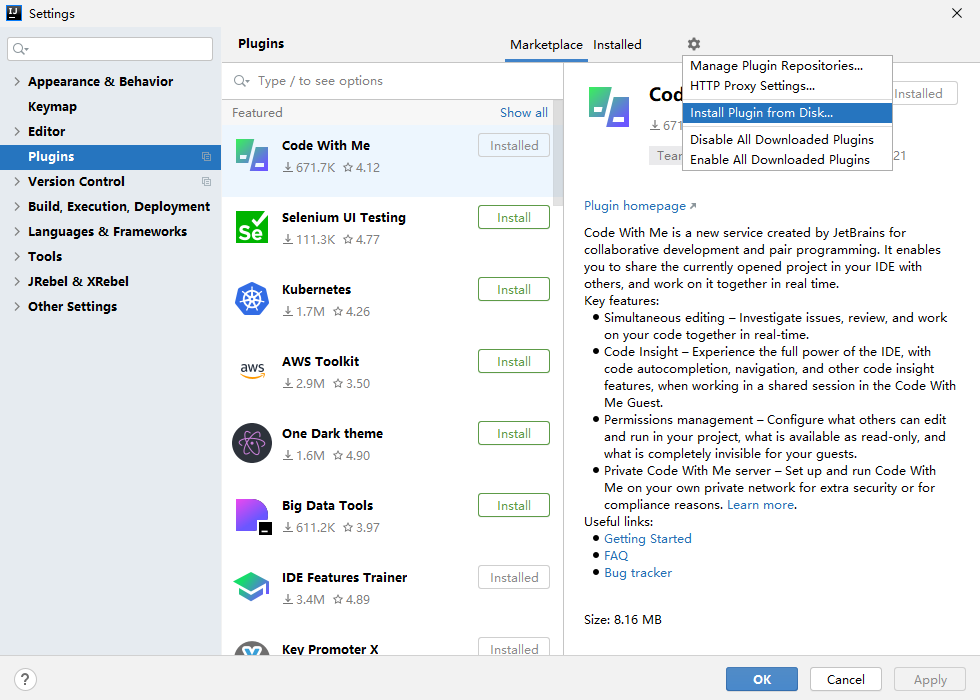 IJ
Settings
Appearance & Behavior
Keymap
Editor
Plugins
Version Control
Build, Execution, Deployment
Languages & Frameworks
Tools
JRebel & XRebel
Other Settings
Plugins
Marketplace
Installed
Type / to see options
Featured
Show all
Code With Me
671.7K
4.12
Installed
Selenium UI Testing
111.3K
4.77
Install
Se
Kubernetes
1.7M
4.26
Install
aws
AWS Toolkit
2.9M
3.50
Install
One Dark theme
1.6M
4.90
Install
Big Data Tools
611.2K
3.97
Install
IDE Features Trainer
3.4M
4.89
Installed
Key Promoter X
Installed
Manage Plugin Repositories...
HTTP Proxy Settings...
Install Plugin from Disk...
Disable All Downloaded Plugins
Enable All Downloaded Plugins
Cod
Installed
671
Tear
21
Plugin homepage
Code With Me is a new service created by JetBrains for
collaborative development and pair programming. It enables
you to share the currently opened project in your IDE with
others, and work on it together in real time.
Key features:
Simultaneous editing – Investigate issues, review, and work
on your code together in real-time.
Code Insight – Experience the full power of the IDE, with
code autocompletion, navigation, and other code insight
features, when working in a shared session in the Code With
Me Guest.
Permissions management – Configure what others can edit
and run in your project, what is available as read-only, and
what is completely invisible for your guests.
Private Code With Me server – Set up and run Code With
Me on your own private network for extra security or for
compliance reasons. Learn more.
Useful links:
Getting Started
FAQ
Bug tracker
Size: 8.16 MB
?
OK
Cancel
Apply